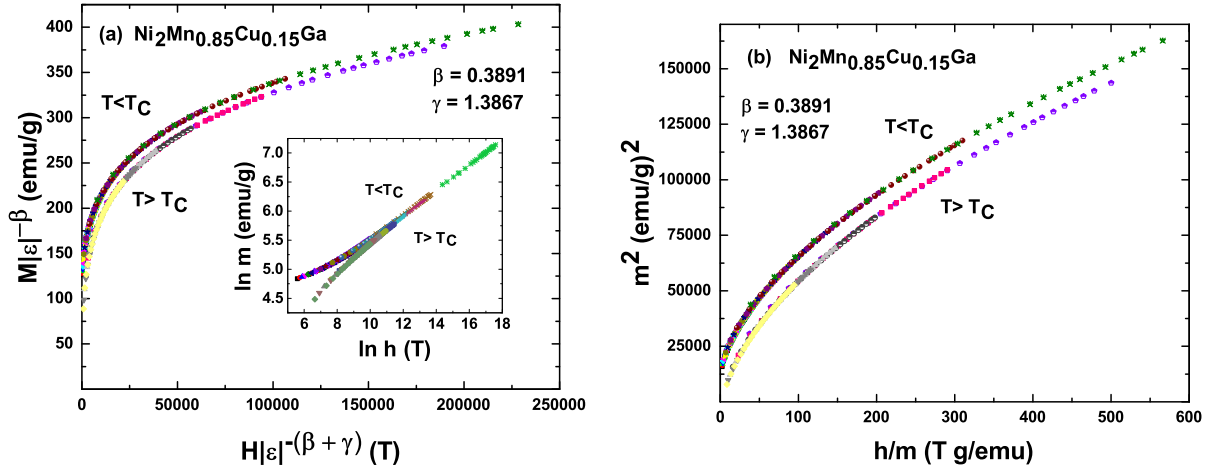 (a) Ni2Mn0.85Cu0.15Ga
β = 0.3891
γ = 1.3867
T<TC
T> TC
M|ε|−β (emu/g)
400
350
300
250
200
150
100
50
0 50000 100000 150000 200000 250000
H|ε|-(β + γ) (T)
ln m (emu/g)
7.0
6.5
6.0
5.5
5.0
4.5
T<TC
T> TC
6 8 10 12 14 16 18
ln h (T)
(b) Ni2Mn0.85Cu0.15Ga
β = 0.3891
γ = 1.3867
T<TC
T> TC
m2 (emu/g)2
150000
125000
100000
75000
50000
25000
0 100 200 300 400 500 600
h/m (T g/emu)